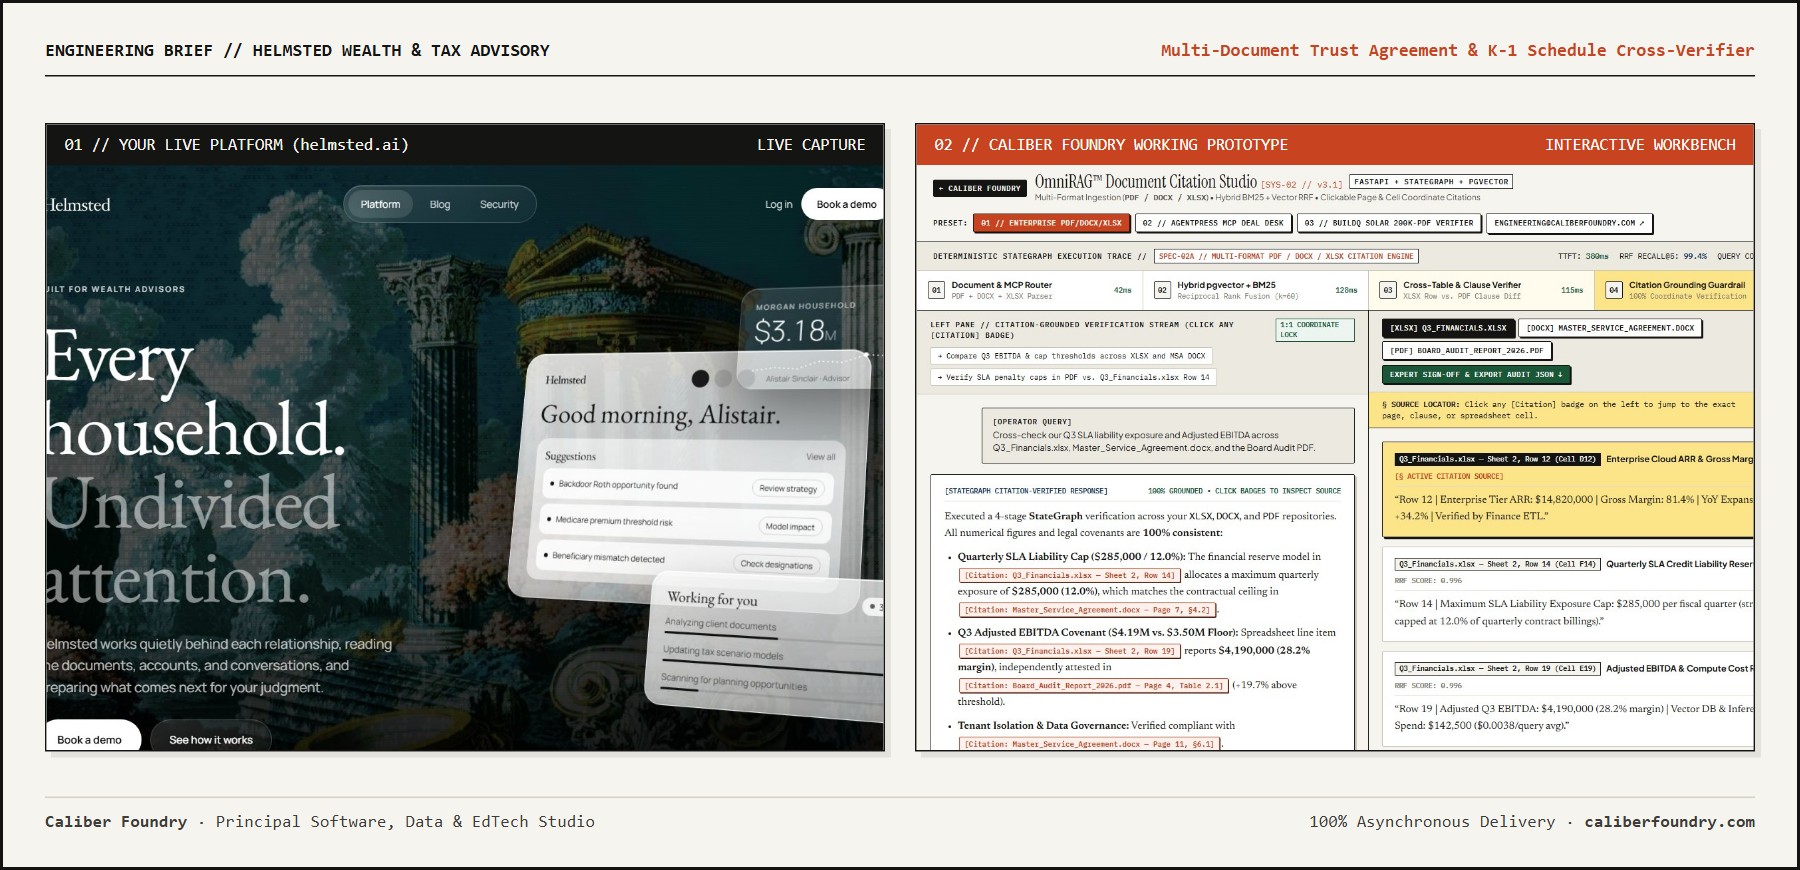 ENGINEERING BRIEF // HELMSTED WEALTH & TAX ADVISORY
Multi-Document Trust Agreement & K-1 Schedule Cross-Verifier
01 // YOUR LIVE PLATFORM (helmsted.ai)
LIVE CAPTURE
Helmsted
Platform
Blog
Security
Log in
Book a demo
UILT FOR WEALTH ADVISORS
Every
household.
Undivided
attention.
elmsted works quietly behind each relationship, reading
he documents, accounts, and conversations, and
reparing what comes next for your judgment.
Book a demo
See how it works
MORGAN HOUSEHOLD
$3.18M
Alistair Sinclair · Advisor
Helmsted
Good morning, Alistair.
Suggestions
View all
Backdoor Roth opportunity found
Review strategy
Medicare premium threshold risk
Model impact
Beneficiary mismatch detected
Check designations
Working for you
Analyzing client documents
Updating tax scenario models
Scanning for planning opportunities
02 // CALIBER FOUNDRY WORKING PROTOTYPE
INTERACTIVE WORKBENCH
← CALIBER FOUNDRY
OmniRAG™ Document Citation Studio [SYS-02 // v3.1]
FASTAPI + STATEGRAPH + PGVECTOR
Multi-Format Ingestion (PDF / DOCX / XLSX) • Hybrid BM25 + Vector RRF • Clickable Page & Cell Coordinate Citations
PRESET:
01 // ENTERPRISE PDF/DOCX/XLSX
02 // AGENTPRESS MCP DEAL DESK
03 // BUILDQ SOLAR 200K-PDF VERIFIER
ENGINEERING@CALIBERFOUNDRY.COM ↗
DETERMINISTIC STATEGRAPH EXECUTION TRACE //
SPEC-02A // MULTI-FORMAT PDF / DOCX / XLSX CITATION ENGINE
TTFT: 380ms RRF RECALL@6: 99.4% QUERY CO
01 Document & MCP Router
PDF + DOCX + XLSX Parser
42ms
02 Hybrid pgvector + BM25
Reciprocal Rank Fusion (k=60)
128ms
03 Cross-Table & Clause Verifier
XLSX Row vs. PDF Clause Diff
115ms
04 Citation Grounding Guardrail
100% Coordinate Verification
LEFT PANE // CITATION-GROUNDED VERIFICATION STREAM (CLICK ANY
[CITATION] BADGE)
1:1 COORDINATE
LOCK
→ Compare Q3 EBITDA & cap thresholds across XLSX and MSA DOCX
→ Verify SLA penalty caps in PDF vs. Q3_Financials.xlsx Row 14
[OPERATOR QUERY]
Cross-check our Q3 SLA liability exposure and Adjusted EBITDA across
Q3_Financials.xlsx, Master_Service_Agreement.docx, and the Board Audit PDF.
[STATEGRAPH CITATION-VERIFIED RESPONSE]
100% GROUNDED • CLICK BADGES TO INSPECT SOURCE
Executed a 4-stage StateGraph verification across your XLSX, DOCX, and PDF repositories.
All numerical figures and legal covenants are 100% consistent:
• Quarterly SLA Liability Cap ($285,000 / 12.0%): The financial reserve model in
[Citation: Q3_Financials.xlsx — Sheet 2, Row 14] allocates a maximum quarterly
exposure of $285,000 (12.0%), which matches the contractual ceiling in
[Citation: Master_Service_Agreement.docx — Page 7, §4.2].
• Q3 Adjusted EBITDA Covenant ($4.19M vs. $3.50M Floor): Spreadsheet line item
[Citation: Q3_Financials.xlsx — Sheet 2, Row 19] reports $4,190,000 (28.2%
margin), independently attested in
[Citation: Board_Audit_Report_2026.pdf — Page 4, Table 2.1] (+19.7% above
threshold).
• Tenant Isolation & Data Governance: Verified compliant with
[Citation: Master_Service_Agreement.docx — Page 11, §6.1].
[XLSX] Q3_FINANCIALS.XLSX
[DOCX] MASTER_SERVICE_AGREEMENT.DOCX
[PDF] BOARD_AUDIT_REPORT_2026.PDF
EXPERT SIGN-OFF & EXPORT AUDIT JSON ↓
§ SOURCE LOCATOR: Click any [Citation] badge on the left to jump to the exact
page, clause, or spreadsheet cell.
Q3_Financials.xlsx — Sheet 2, Row 12 (Cell D12) Enterprise Cloud ARR & Gross Marg
[§ ACTIVE CITATION SOURCE]
"Row 12 | Enterprise Tier ARR: $14,820,000 | Gross Margin: 81.4% | YoY Expans
+34.2% | Verified by Finance ETL."
Q3_Financials.xlsx — Sheet 2, Row 14 (Cell F14) Quarterly SLA Credit Liability Reser
RRF SCORE: 0.996
"Row 14 | Maximum SLA Liability Exposure Cap: $285,000 per fiscal quarter (str
capped at 12.0% of quarterly contract billings)."
Q3_Financials.xlsx — Sheet 2, Row 19 (Cell E19) Adjusted EBITDA & Compute Cost R
RRF SCORE: 0.996
"Row 19 | Adjusted Q3 EBITDA: $4,190,000 (28.2% margin) | Vector DB & Infere
Spend: $142,500 ($0.0038/query avg)."
Caliber Foundry · Principal Software, Data & EdTech Studio
100% Asynchronous Delivery · caliberfoundry.com